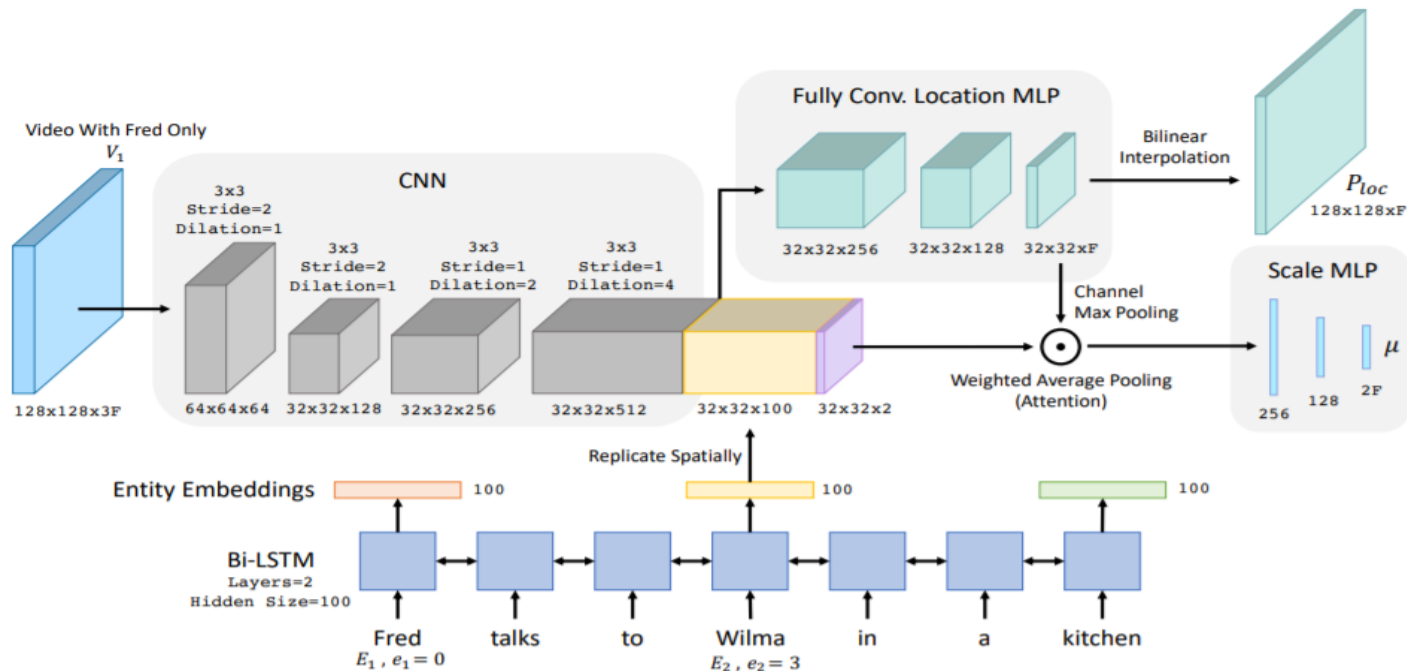 Video With Fred Only
V₁
128x128x3F
CNN
3x3
Stride=2
Dilation=1
64x64x64
3x3
Stride=2
Dilation=1
32x32x128
3x3
Stride=1
Dilation=2
32x32x256
3x3
Stride=1
Dilation=4
32x32x512
32x32x100
32x32x2
Fully Conv. Location MLP
32x32x256
32x32x128
32x32xF
Bilinear
Interpolation
P_loc
128x128xF
Channel
Max Pooling
Weighted Average Pooling
(Attention)
Scale MLP
256
128
2F
μ
Replicate Spatially
Entity Embeddings
100
100
100
Bi-LSTM
Layers=2
Hidden Size=100
Fred talks to Wilma in a kitchen
E₁ , e₁ = 0 E₂ , e₂ = 3